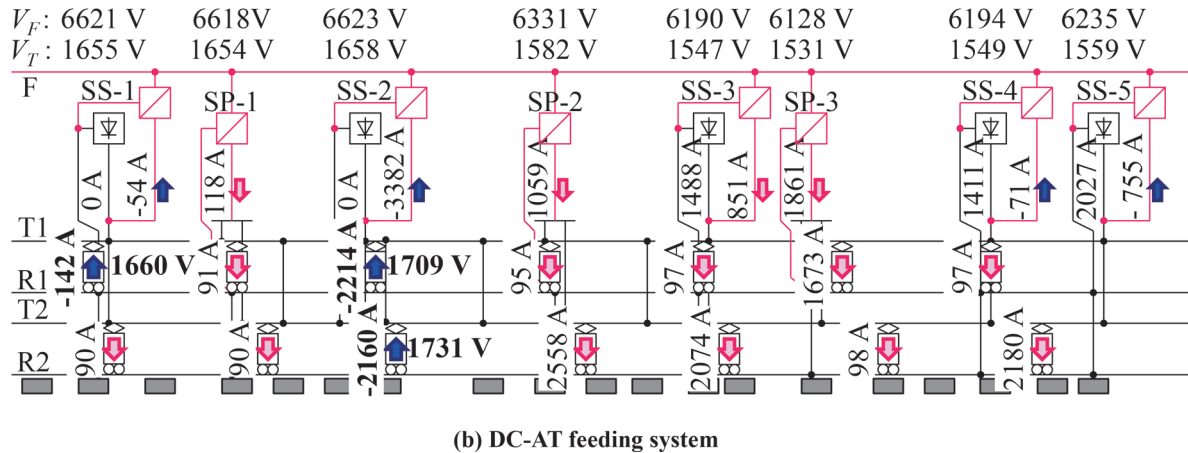 V_F: 6621 V 6618 V 6623 V 6331 V 6190 V 6128 V 6194 V 6235 V
V_T: 1655 V 1654 V 1658 V 1582 V 1547 V 1531 V 1549 V 1559 V
F
SS-1 SP-1 SS-2 SP-2 SS-3 SP-3 SS-4 SS-5
0 A -54 A 118 A 0 A -3382 A 1059 A 1488 A 851 A 1861 A 1411 A -71 A 2027 A -755 A
T1
-142 A 1660 V 91 A -2214 A 1709 V 95 A 97 A 1673 A 97 A
R1
T2
90 A 90 A -2160 A 1731 V 2558 A 2074 A 98 A 2180 A
R2
(b) DC-AT feeding system